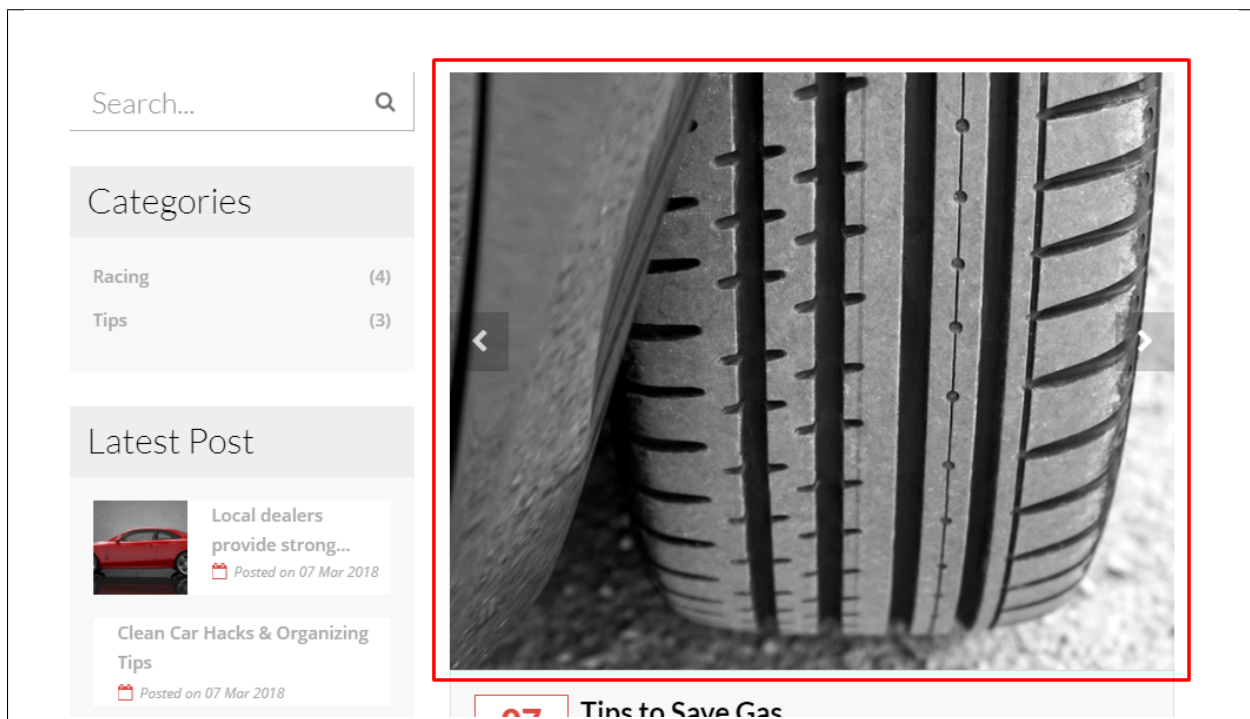 Search...
Categories
Racing (4)
Tips (3)
Latest Post
Local dealers
provide strong...
Posted on 07 Mar 2018
Clean Car Hacks & Organizing
Tips
Posted on 07 Mar 2018
07 Tips to Save Gas